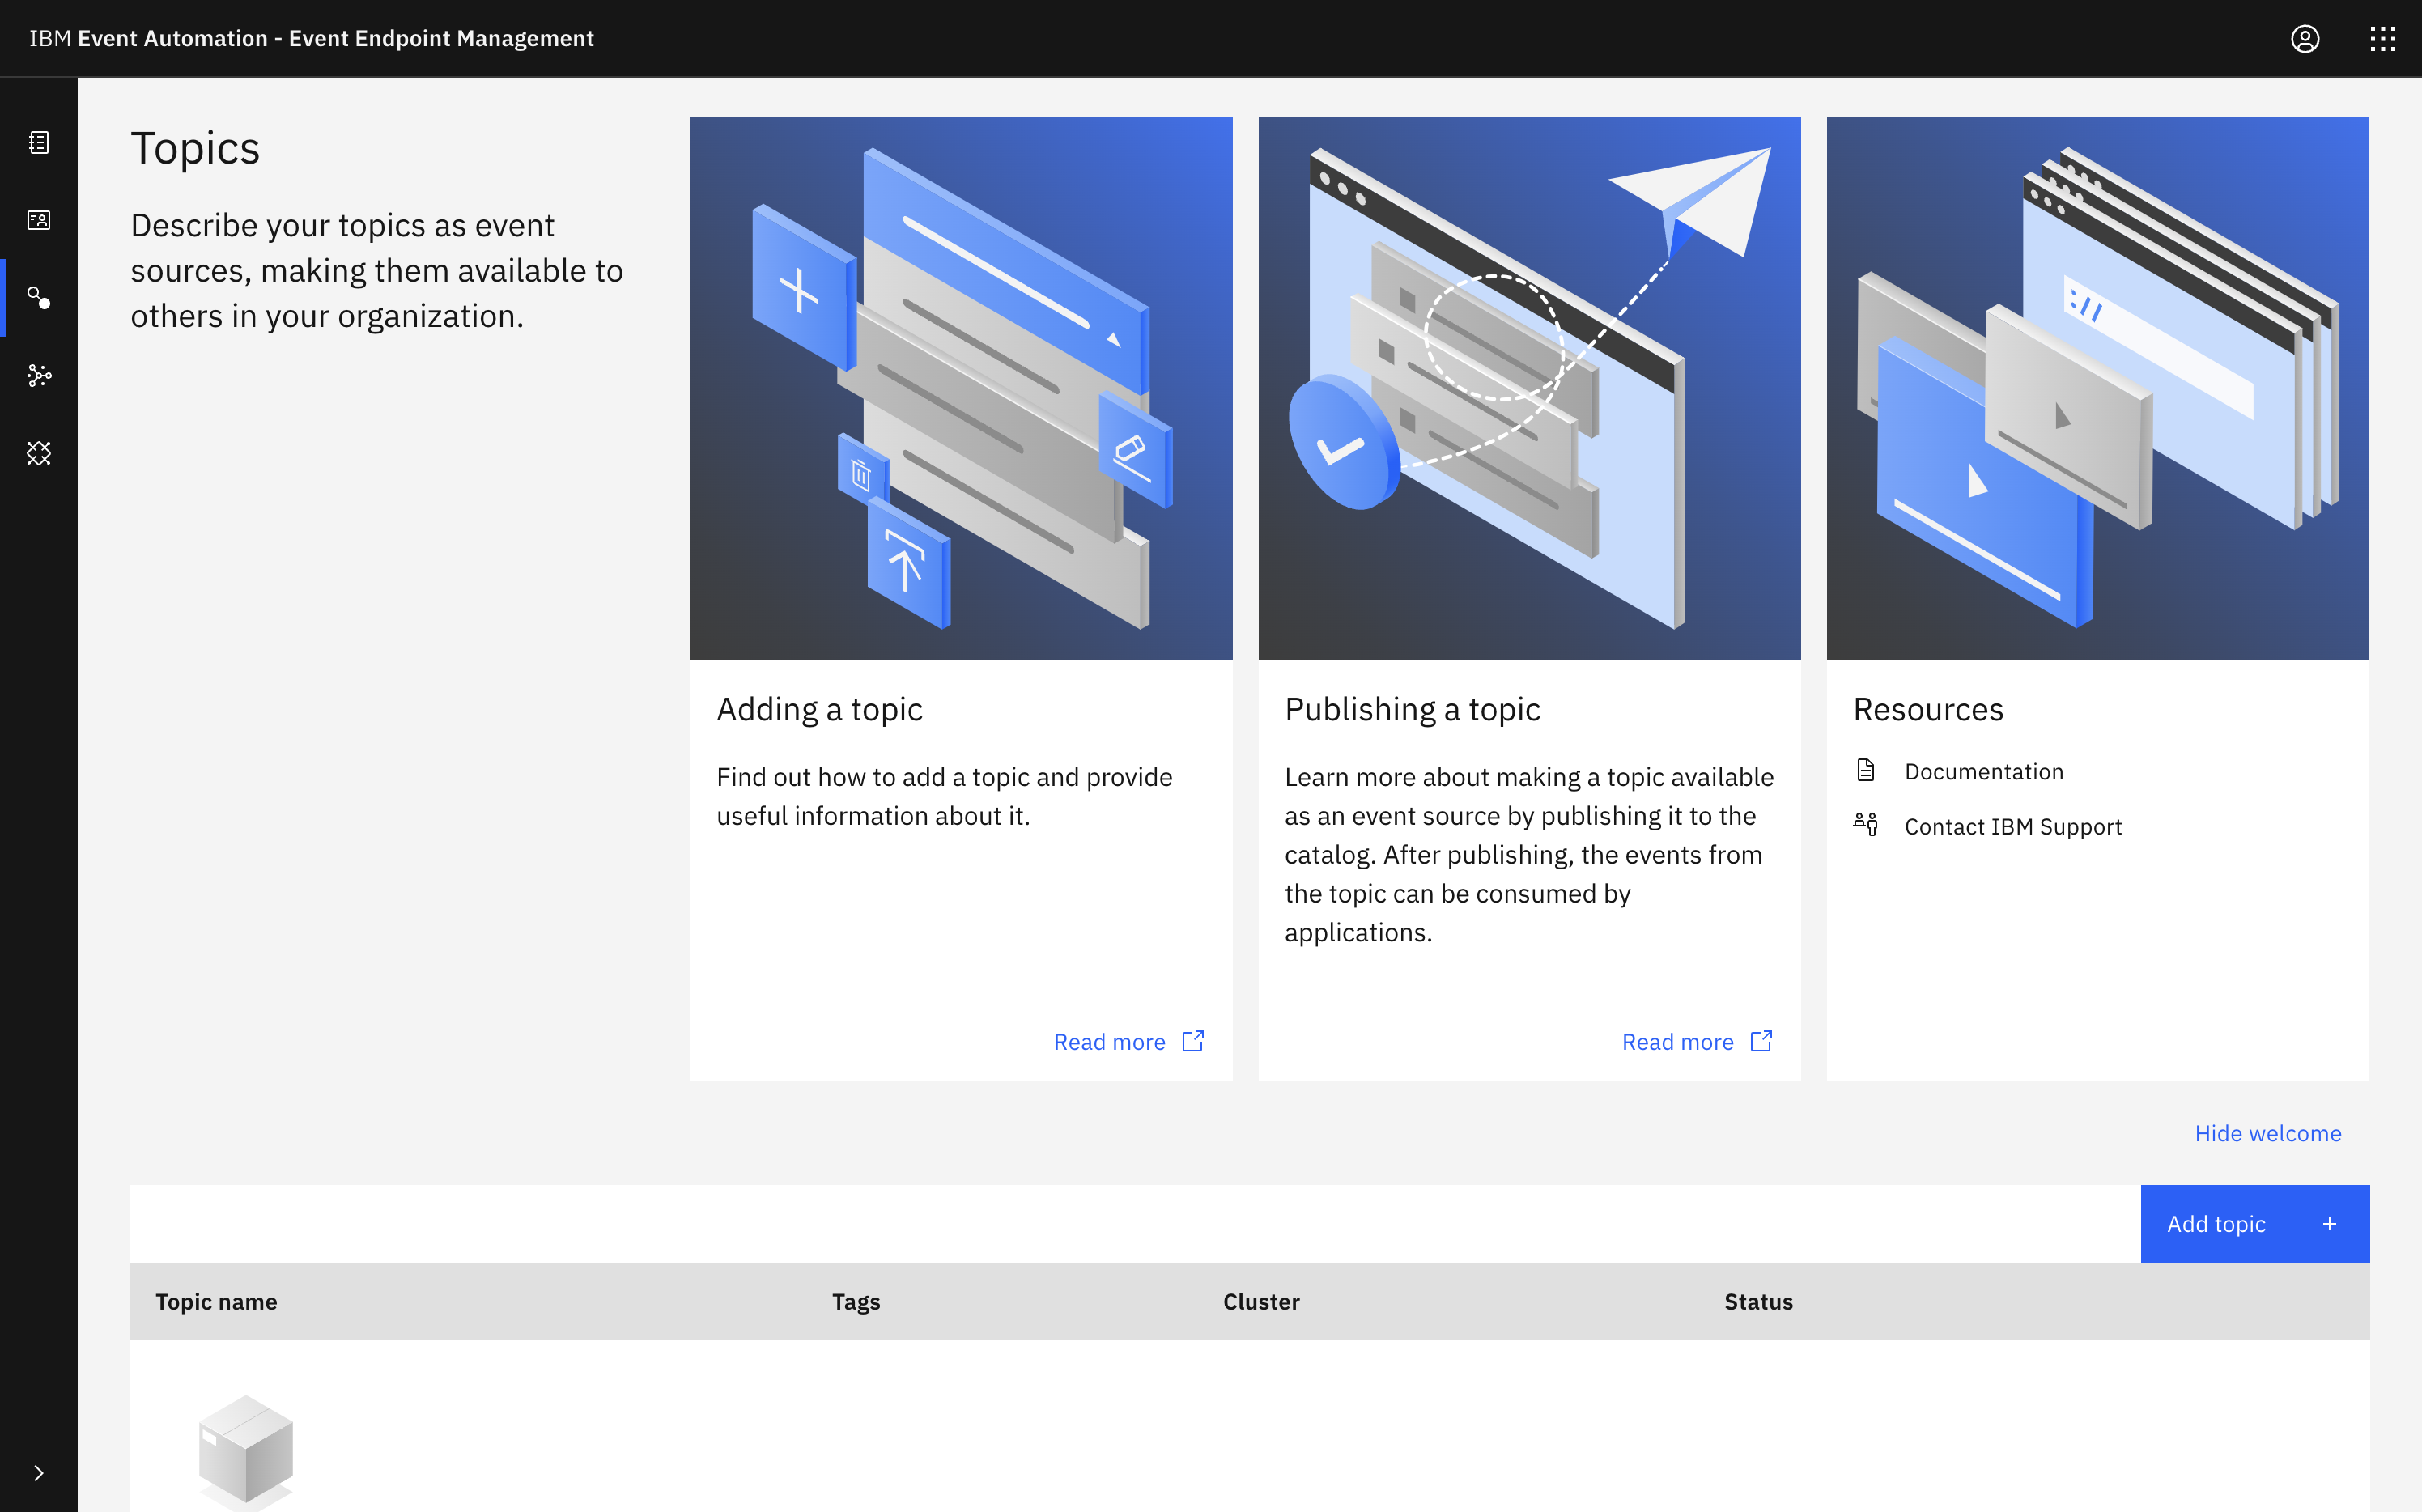 IBM Event Automation - Event Endpoint Management
Topics
Describe your topics as event
sources, making them available to
others in your organization.
://
Adding a topic
Find out how to add a topic and provide
useful information about it.
Read more
Publishing a topic
Learn more about making a topic available
as an event source by publishing it to the
catalog. After publishing, the events from
the topic can be consumed by
applications.
Read more
Resources
Documentation
Contact IBM Support
Hide welcome
Add topic +
Topic name Tags Cluster Status